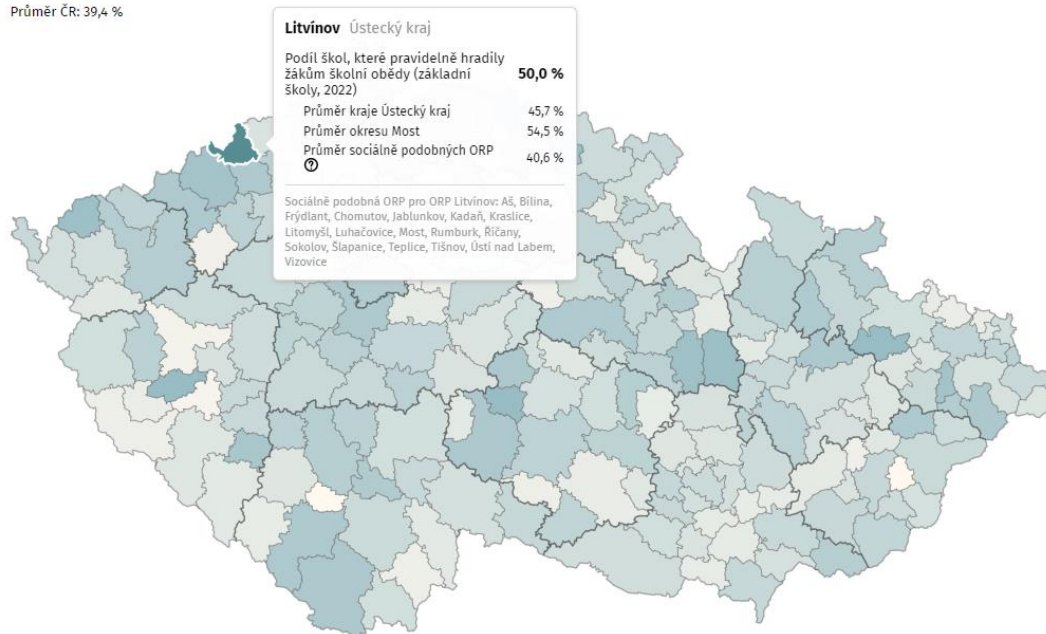 Průměr ČR: 39,4 %
Litvínov Ústecký kraj
Podíl škol, které pravidelně hradily
žákům školní obědy (základní 50,0 %
školy, 2022)
Průměr kraje Ústecký kraj 45,7 %
Průměr okresu Most 54,5 %
Průměr sociálně podobných ORP 40,6 %
?
Sociálně podobná ORP pro ORP Litvínov: Aš, Bílina,
Frýdlant, Chomutov, Jablunkov, Kadaň, Kraslice,
Litomyšl, Luhačovice, Most, Rumburk, Říčany,
Sokolov, Šlapanice, Teplice, Tišnov, Ústí nad Labem,
Vizovice